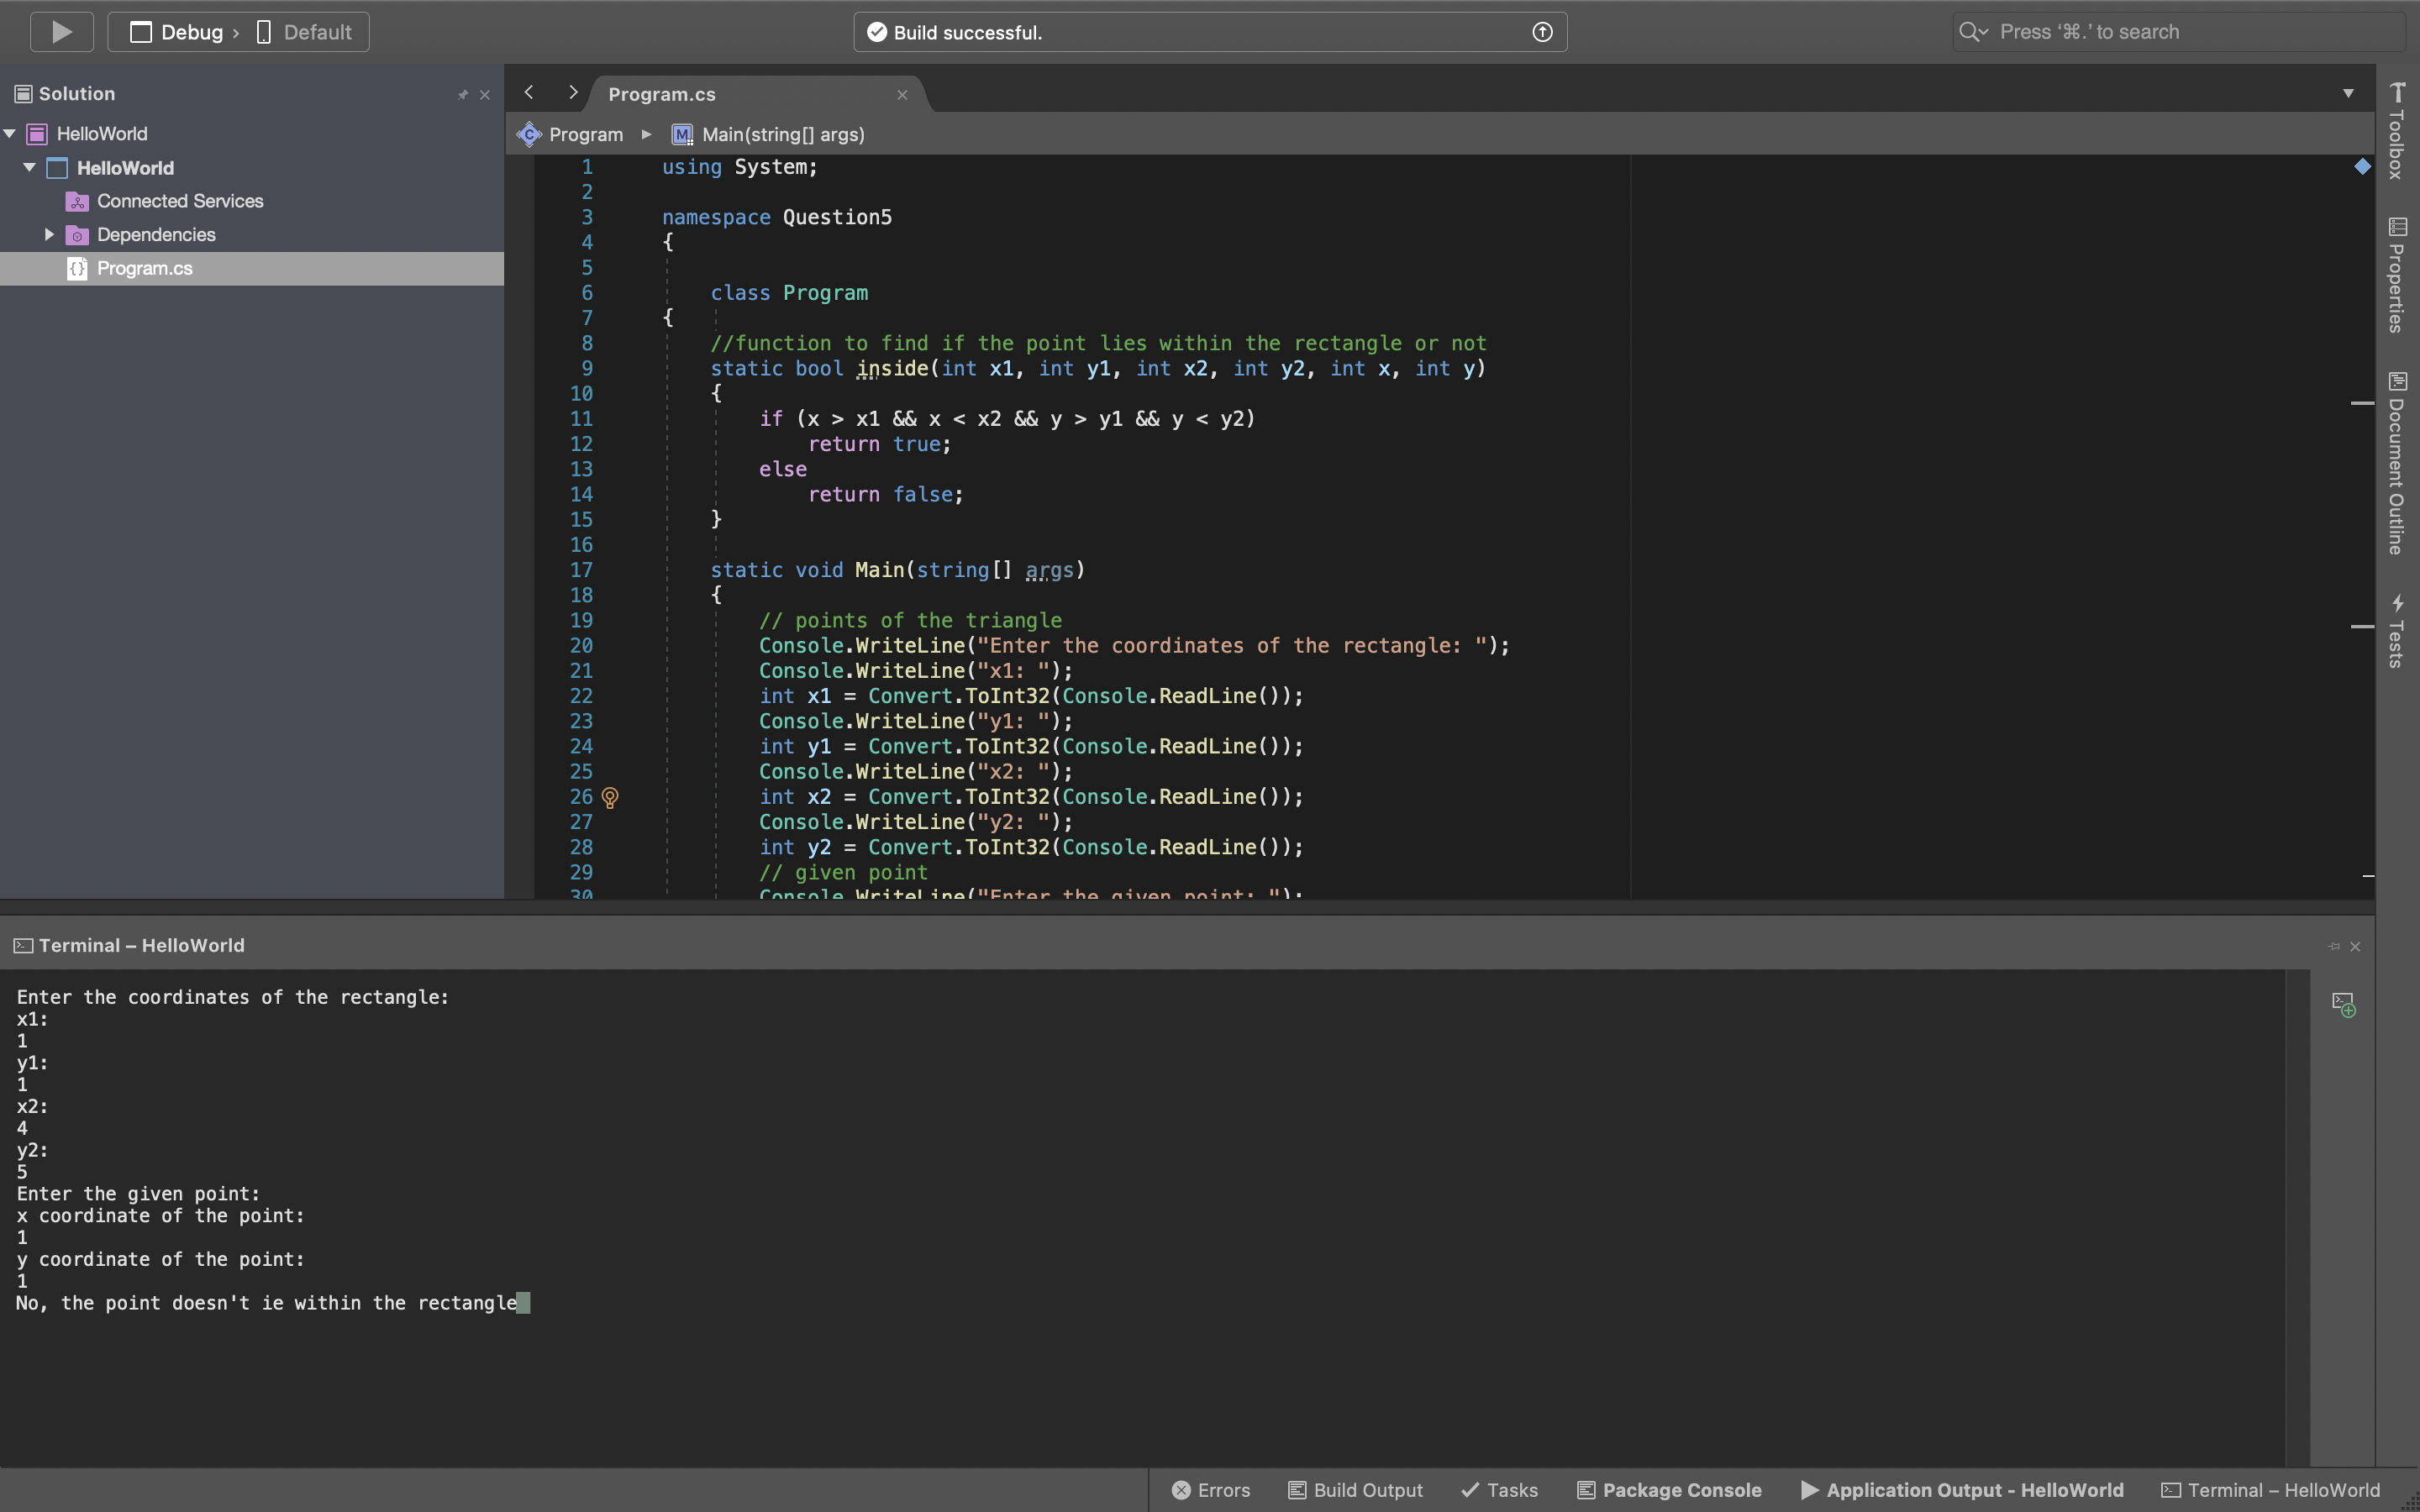 Debug › Default
Build successful.
Press ‘⌘.’ to search
Solution
HelloWorld
HelloWorld
Connected Services
Dependencies
Program.cs
Program.cs
Program
Main(string[] args)
1 using System;
2
3 namespace Question5
4 {
5
6 class Program
7 {
8 //function to find if the point lies within the rectangle or not
9 static bool inside(int x1, int y1, int x2, int y2, int x, int y)
10 {
11 if (x > x1 && x < x2 && y > y1 && y < y2)
12 return true;
13 else
14 return false;
15 }
16
17 static void Main(string[] args)
18 {
19 // points of the triangle
20 Console.WriteLine("Enter the coordinates of the rectangle: ");
21 Console.WriteLine("x1: ");
22 int x1 = Convert.ToInt32(Console.ReadLine());
23 Console.WriteLine("y1: ");
24 int y1 = Convert.ToInt32(Console.ReadLine());
25 Console.WriteLine("x2: ");
26 int x2 = Convert.ToInt32(Console.ReadLine());
27 Console.WriteLine("y2: ");
28 int y2 = Convert.ToInt32(Console.ReadLine());
29 // given point
30 Console.WriteLine("Enter the given point: ");
Toolbox
Properties
Document Outline
Tests
Terminal – HelloWorld
Enter the coordinates of the rectangle:
x1:
1
y1:
1
x2:
4
y2:
5
Enter the given point:
x coordinate of the point:
1
y coordinate of the point:
1
No, the point doesn't ie within the rectangle
Errors
Build Output
Tasks
Package Console
Application Output - HelloWorld
Terminal – HelloWorld